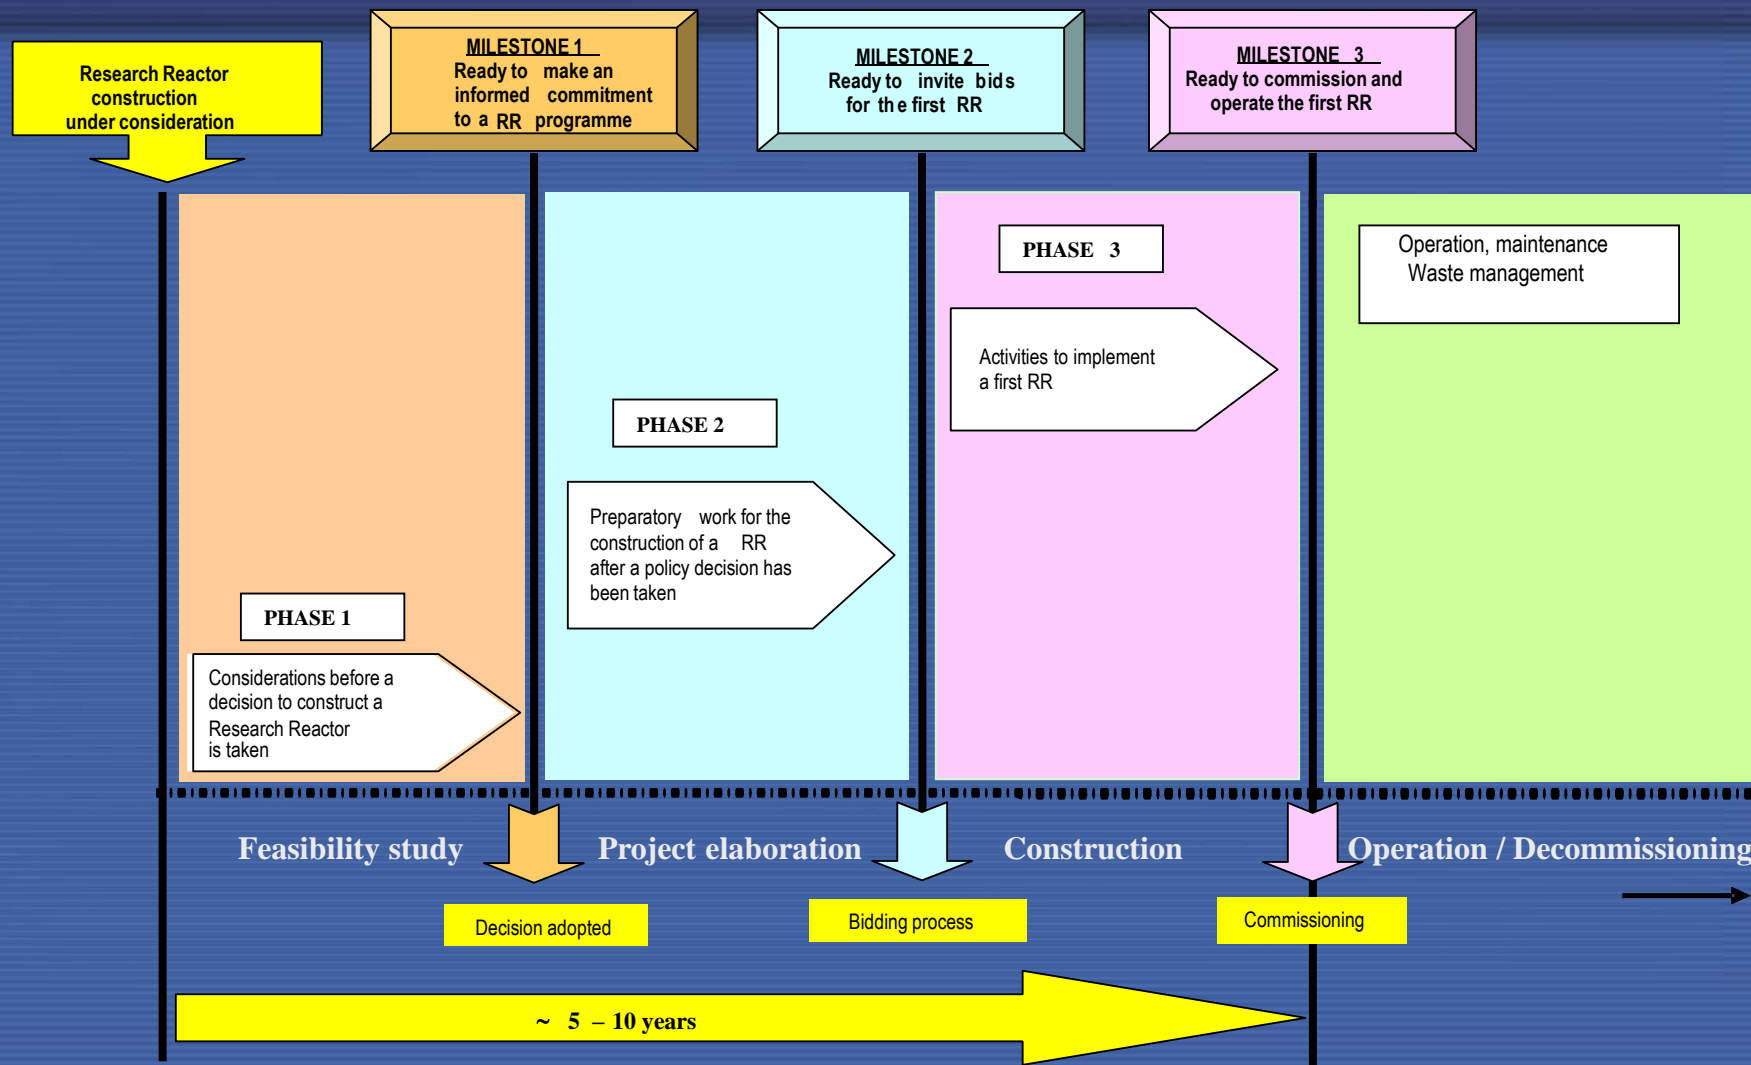 Research Reactor
construction
under consideration
MILESTONE 1
Ready to make an
informed commitment
to a RR programme
MILESTONE 2
Ready to invite bids
for the first RR
MILESTONE 3
Ready to commission and
operate the first RR
PHASE 1
Considerations before a
decision to construct a
Research Reactor
is taken
PHASE 2
Preparatory work for the
construction of a RR
after a policy decision has
been taken
PHASE 3
Activities to implement
a first RR
Operation, maintenance
Waste management
Feasibility study
Project elaboration
Construction
Operation / Decommissioning
Decision adopted
Bidding process
Commissioning
~ 5 – 10 years